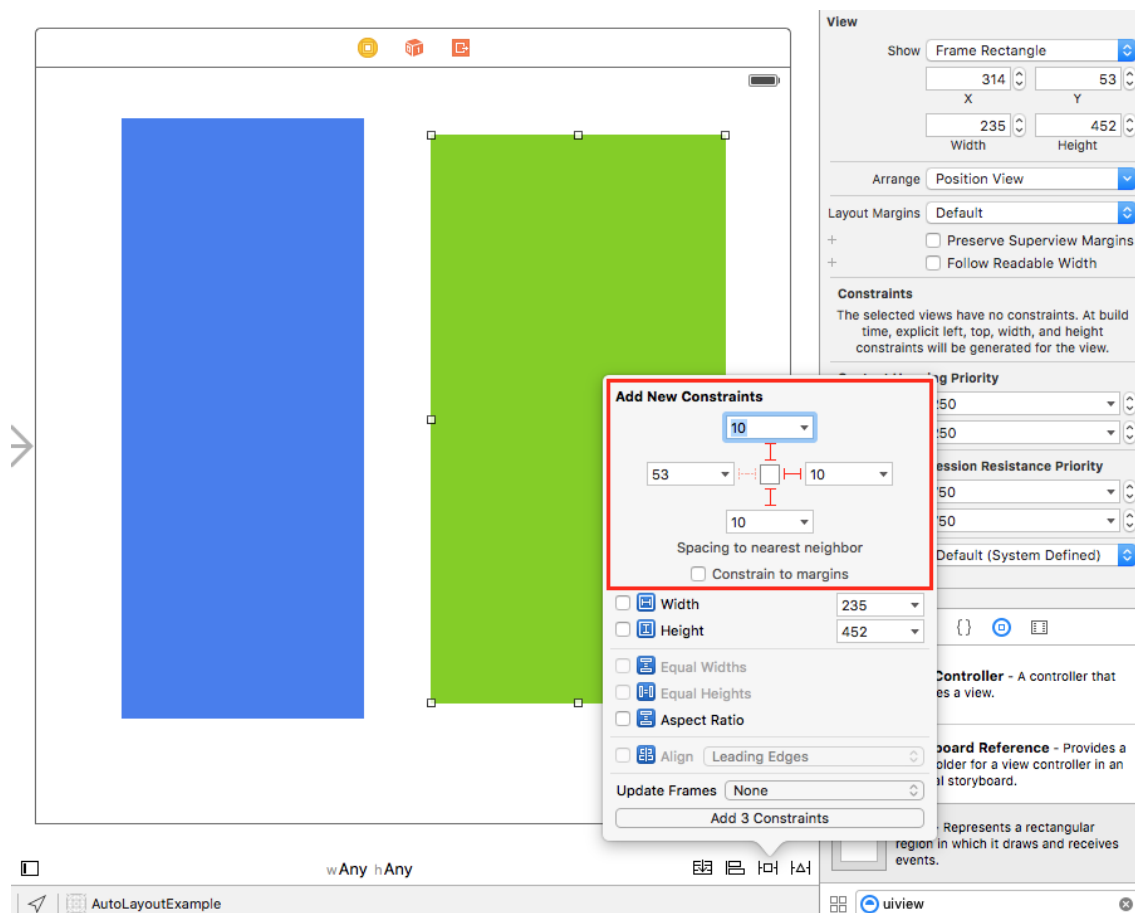 View
Show Frame Rectangle
314 53
X Y
235 452
Width Height
Arrange Position View
Layout Margins Default
Preserve Superview Margins
Follow Readable Width
Constraints
The selected views have no constraints. At build
time, explicit left, top, width, and height
constraints will be generated for the view.
Priority
Add New Constraints
10
53 10
10
Spacing to nearest neighbor
Constrain to margins
Resistance Priority
Default (System Defined)
Width 235
Height 452
Equal Widths
Equal Heights
Aspect Ratio
Align Leading Edges
Update Frames None
Add 3 Constraints
Controller - A controller that
a view.
Reference - Provides a
for a view controller in an
storyboard.
- Represents a rectangular
region in which it draws and receives
events.
wAny hAny
AutoLayoutExample
uiview